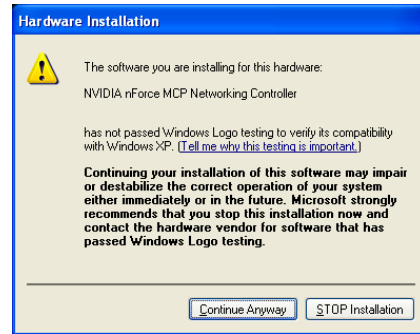 Hardware Installation
The software you are installing for this hardware:
NVIDIA nForce MCP Networking Controller
has not passed Windows Logo testing to verify its compatibility
with Windows XP. (Tell me why this testing is important.)
Continuing your installation of this software may impair
or destabilize the correct operation of your system
either immediately or in the future. Microsoft strongly
recommends that you stop this installation now and
contact the hardware vendor for software that has
passed Windows Logo testing.
Continue Anyway
STOP Installation